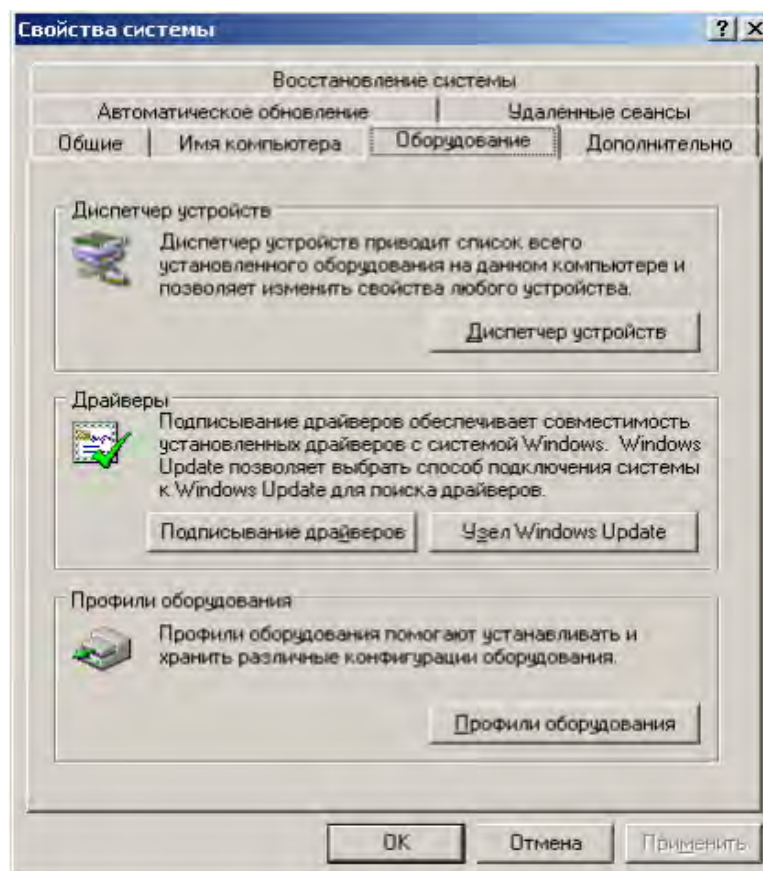 Свойства системы
Восстановление системы
Автоматическое обновление Удаленные сеансы
Общие Имя компьютера Оборудование Дополнительно
Диспетчер устройств
Диспетчер устройств приводит список всего
установленного оборудования на данном компьютере и
позволяет изменить свойства любого устройства.
Диспетчер устройств
Драйверы
Подписывание драйверов обеспечивает совместимость
установленных драйверов с системой Windows. Windows
Update позволяет выбрать способ подключения системы
к Windows Update для поиска драйверов.
Подписывание драйверов Узел Windows Update
Профили оборудования
Профили оборудования помогают устанавливать и
хранить различные конфигурации оборудования.
Профили оборудования
OK Отмена Применить